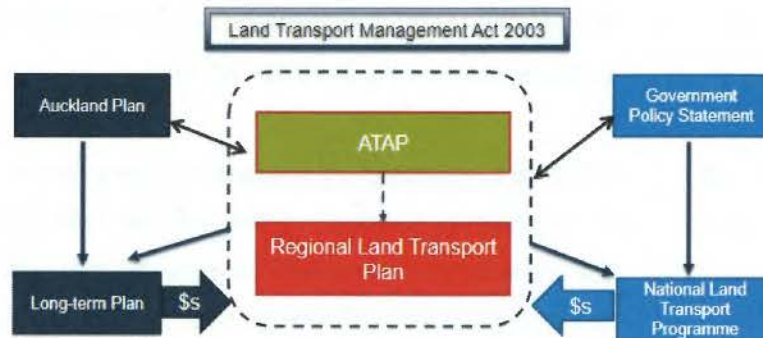 Land Transport Management Act 2003
Auckland Plan
Government
Policy Statement
ATAP
Regional Land Transport
Plan
Long-term Plan
$s
$s
National Land
Transport
Programme